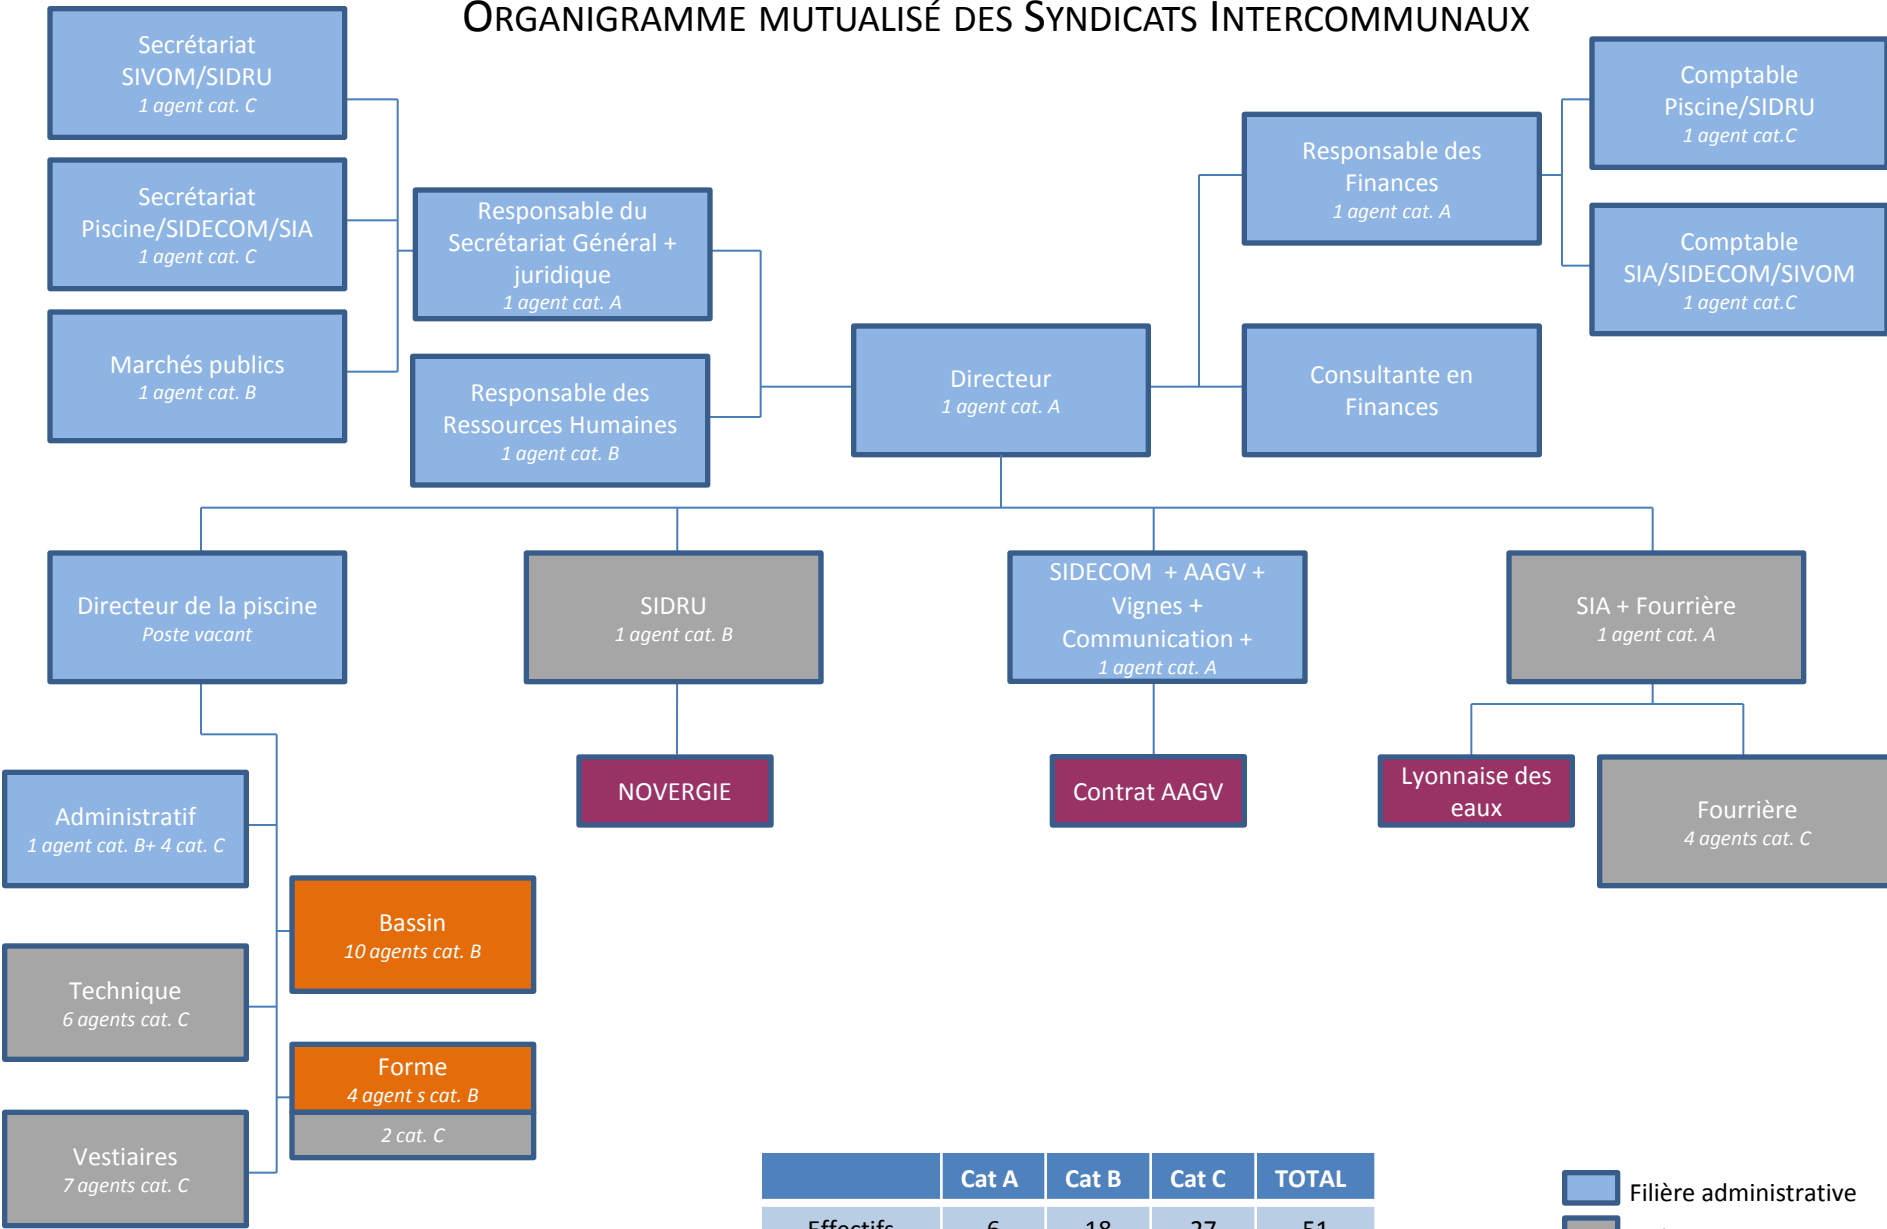 ORGANIGRAMME MUTUALISÉ DES SYNDICATS INTERCOMMUNAUX
Secrétariat
SIVOM/SIDRU
1 agent cat. C
Secrétariat
Piscine/SIDECOM/SIA
1 agent cat. C
Marchés publics
1 agent cat. B
Responsable du
Secrétariat Général +
juridique
1 agent cat. A
Responsable des
Ressources Humaines
1 agent cat. B
Directeur
1 agent cat. A
Responsable des
Finances
1 agent cat. A
Consultante en
Finances
Comptable
Piscine/SIDRU
1 agent cat.C
Comptable
SIA/SIDECOM/SIVOM
1 agent cat.C
Directeur de la piscine
Poste vacant
SIDRU
1 agent cat. B
SIDECOM + AAGV +
Vignes +
Communication +
1 agent cat. A
SIA + Fourrière
1 agent cat. A
NOVERGIE
Contrat AAGV
Lyonnaise des
eaux
Fourrière
4 agents cat. C
Administratif
1 agent cat. B+ 4 cat. C
Bassin
10 agents cat. B
Technique
6 agents cat. C
Forme
4 agent s cat. B
2 cat. C
Vestiaires
7 agents cat. C
Cat A Cat B Cat C TOTAL
Effectifs 6 18 27 51
Filière administrative